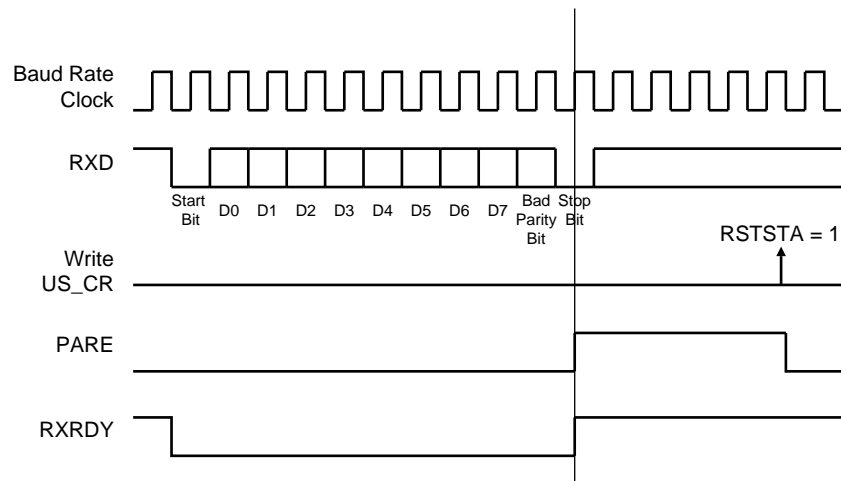 Baud Rate
Clock
RXD
Start
Bit
D0 D1 D2 D3 D4 D5 D6 D7
Bad
Parity
Bit
Stop
Bit
RSTSTA = 1
Write
US_CR
PARE
RXRDY